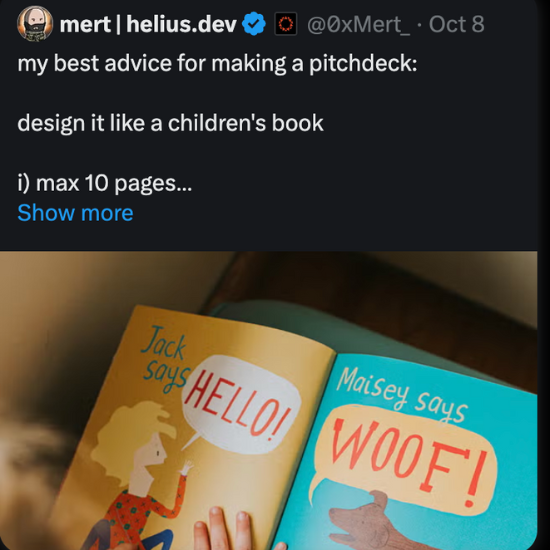 mert | helius.dev @0xMert_ · Oct 8
my best advice for making a pitchdeck:
design it like a children's book
i) max 10 pages...
Show more
Jack
says
HELLO!
Maisey says
WOOF!